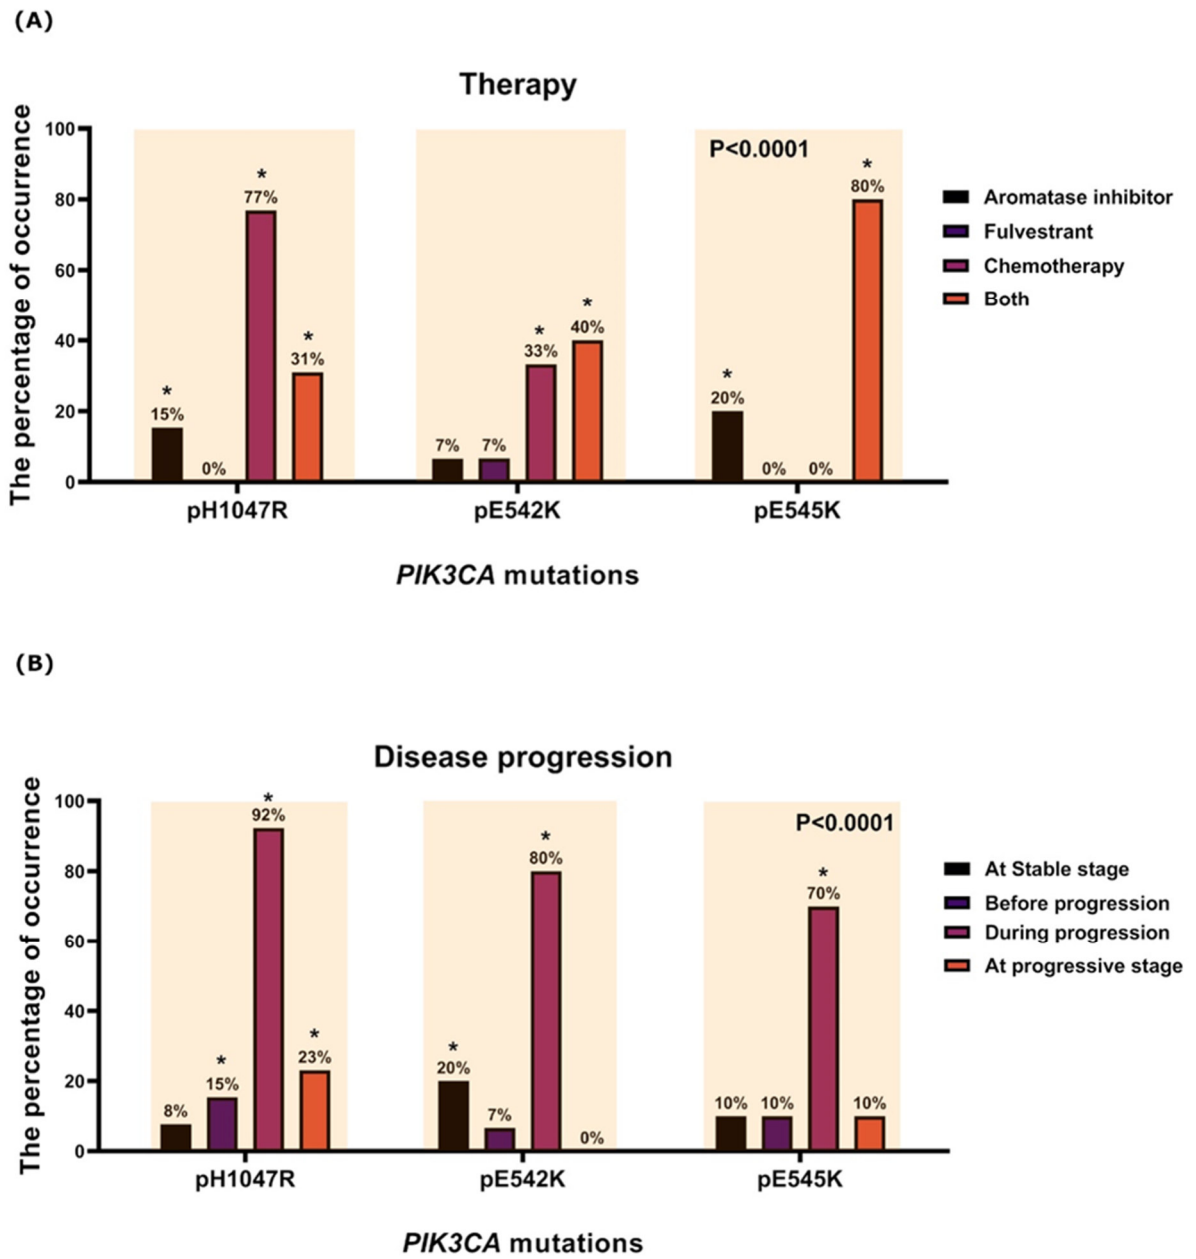 (A)
Therapy
The percentage of occurrence
100
80
60
40
20
0
*
15%
0%
*
77%
*
31%
7%
7%
*
33%
*
40%
P<0.0001
*
20%
0%
0%
*
80%
pH1047R
pE542K
pE545K
PIK3CA mutations
Aromatase inhibitor
Fulvestrant
Chemotherapy
Both
(B)
Disease progression
The percentage of occurrence
100
80
60
40
20
0
8%
*
15%
*
92%
*
23%
*
20%
7%
*
80%
0%
P<0.0001
10%
10%
*
70%
10%
pH1047R
pE542K
pE545K
PIK3CA mutations
At Stable stage
Before progression
During progression
At progressive stage